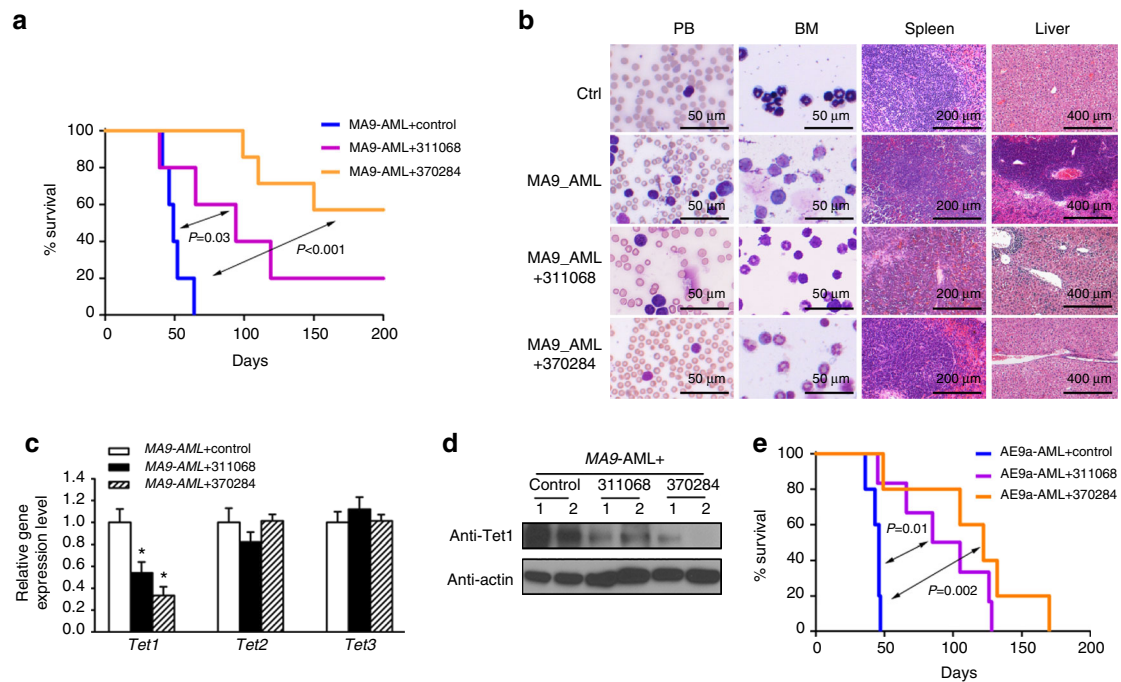 a
100
80
60
40
20
0
% survival
0 50 100 150 200
Days
MA9-AML+control
MA9-AML+311068
MA9-AML+370284
P=0.03
P<0.001
b
PB BM Spleen Liver
Ctrl
50 μm 50 μm 200 μm 400 μm
MA9_AML
50 μm 50 μm 200 μm 400 μm
MA9_AML
+311068
50 μm 50 μm 200 μm 400 μm
MA9_AML
+370284
50 μm 50 μm 200 μm 400 μm
c
MA9-AML+control
MA9-AML+311068
MA9-AML+370284
Relative gene
expression level
1.4
1.2
1.0
0.8
0.6
0.4
0.2
0.0
* *
Tet1 Tet2 Tet3
d
MA9-AML+
Control 311068 370284
1 2 1 2 1 2
Anti-Tet1
Anti-actin
e
100
80
60
40
20
0
% survival
0 50 100 150 200
Days
AE9a-AML+control
AE9a-AML+311068
AE9a-AML+370284
P=0.01
P=0.002